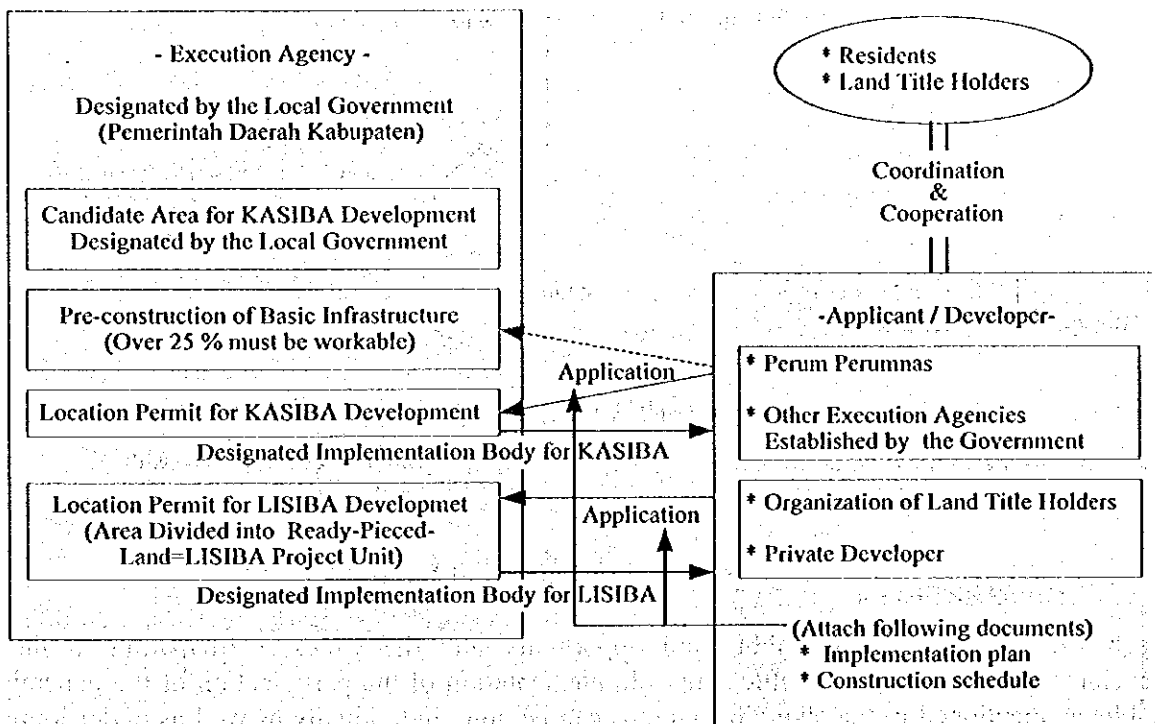 - Execution Agency -
Designated by the Local Government
(Pemerintah Daerah Kabupaten)
Candidate Area for KASIBA Development
Designated by the Local Government
Pre-construction of Basic Infrastructure
(Over 25 % must be workable)
Location Permit for KASIBA Development
Designated Implementation Body for KASIBA
Location Permit for LISIBA Developmet
(Area Divided into Ready-Pieced-
Land=LISIBA Project Unit)
Designated Implementation Body for LISIBA
Application
Application
* Residents
* Land Title Holders
Coordination
&
Cooperation
-Applicant / Developer-
* Perum Perumnas
* Other Execution Agencies
Established by the Government
* Organization of Land Title Holders
* Private Developer
(Attach following documents)
* Implementation plan
* Construction schedule